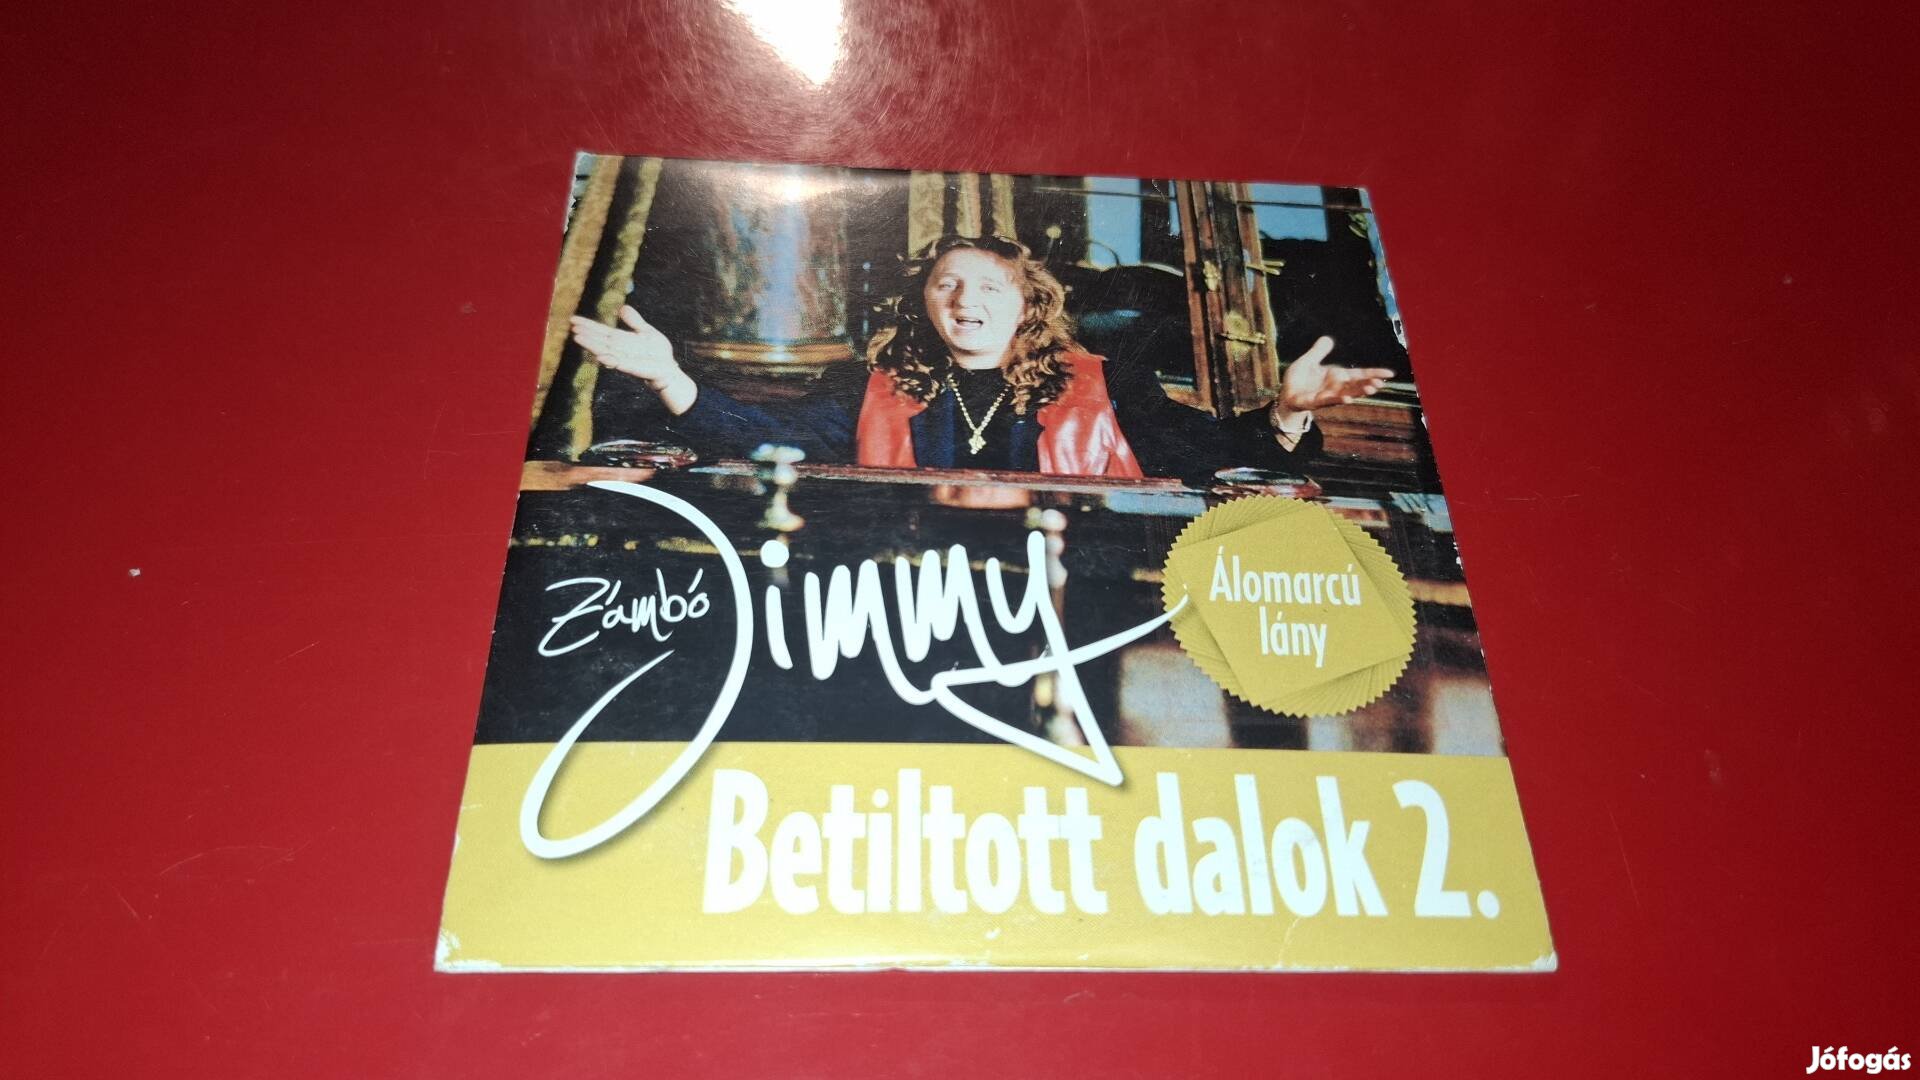 Zámbó Jimmy
Álomarcú
lány
Betiltott dalok 2.
Jófogás